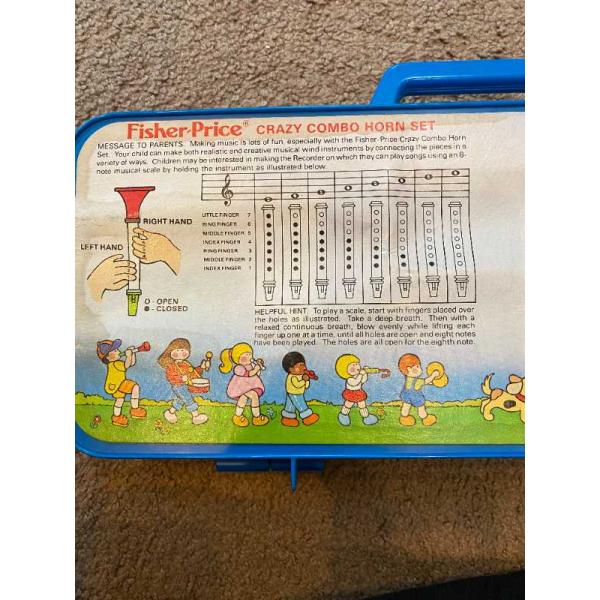 Fisher-Price® CRAZY COMBO HORN SET
MESSAGE TO PARENTS: Making music is lots of fun, especially with the Fisher-Price Crazy Combo Horn
Set. Your child can make both realistic and creative musical wind instruments by connecting the pieces in a
variety of ways. Children may be interested in making the Recorder on which they can play songs using an 8-
note musical scale by holding the instrument as illustrated below.
RIGHT HAND
LEFT HAND
O - OPEN
● - CLOSED
LITTLE FINGER 7
RING FINGER 6
MIDDLE FINGER 5
INDEX FINGER 4
RING FINGER 3
MIDDLE FINGER 2
INDEX FINGER 1
HELPFUL HINT: To play a scale, start with fingers placed over
the holes as illustrated. Take a deep breath. Then with a
relaxed continuous breath, blow evenly while lifting each
finger up one at a time, until all holes are open and eight notes
have been played. The holes are all open for the eighth note.